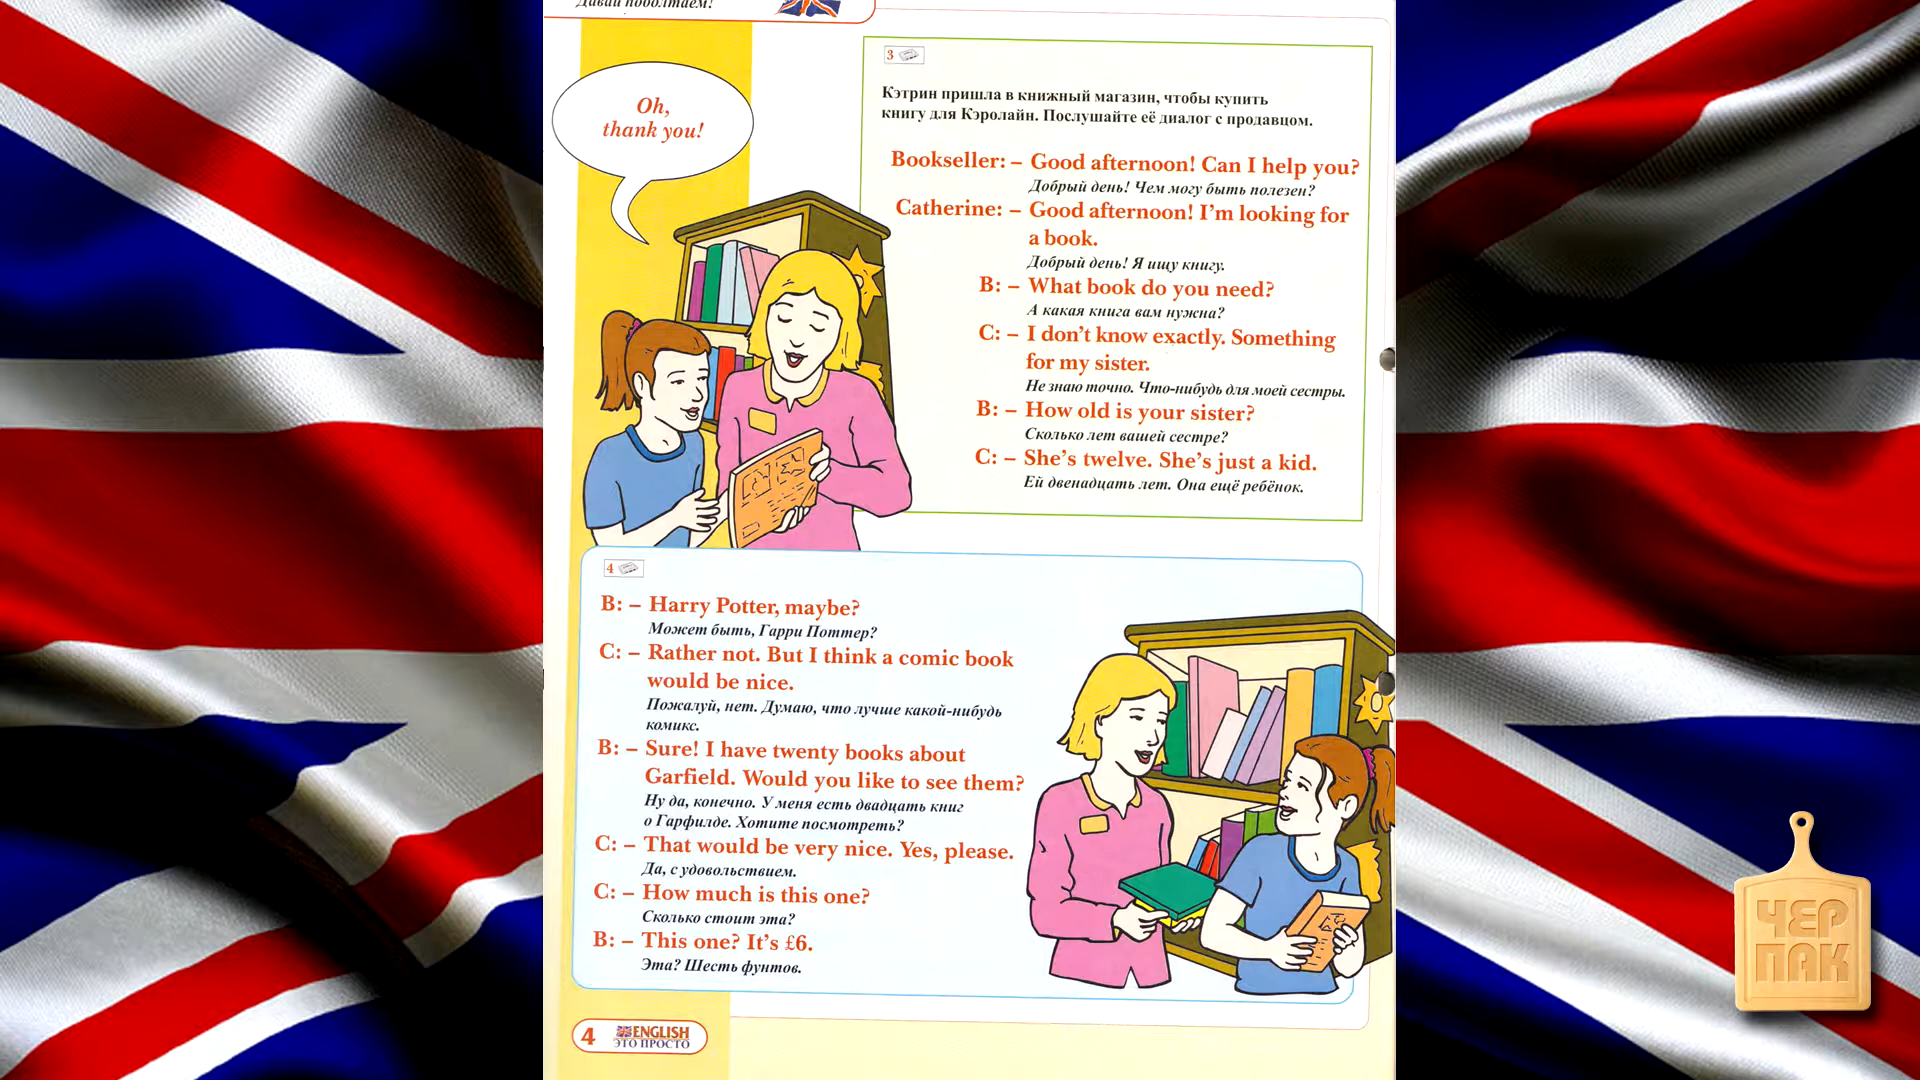 Давай поболтаем!
Oh,
thank you!
3
Кэтрин пришла в книжный магазин, чтобы купить
книгу для Кэролайн. Послушайте её диалог с продавцом.
Bookseller: – Good afternoon! Can I help you?
Добрый день! Чем могу быть полезен?
Catherine: – Good afternoon! I'm looking for
a book.
Добрый день! Я ищу книгу.
B: – What book do you need?
А какая книга вам нужна?
C: – I don't know exactly. Something
for my sister.
Не знаю точно. Что-нибудь для моей сестры.
B: – How old is your sister?
Сколько лет вашей сестре?
C: – She's twelve. She's just a kid.
Ей двенадцать лет. Она ещё ребёнок.
4
B: – Harry Potter, maybe?
Может быть, Гарри Поттер?
C: – Rather not. But I think a comic book
would be nice.
Пожалуй, нет. Думаю, что лучше какой-нибудь
комикс.
B: – Sure! I have twenty books about
Garfield. Would you like to see them?
Ну да, конечно. У меня есть двадцать книг
о Гарфилде. Хотите посмотреть?
C: – That would be very nice. Yes, please.
Да, с удовольствием.
C: – How much is this one?
Сколько стоит эта?
B: – This one? It's £6.
Эта? Шесть фунтов.
4 ENGLISH
ЭТО ПРОСТО
ЧЕР
ПАК